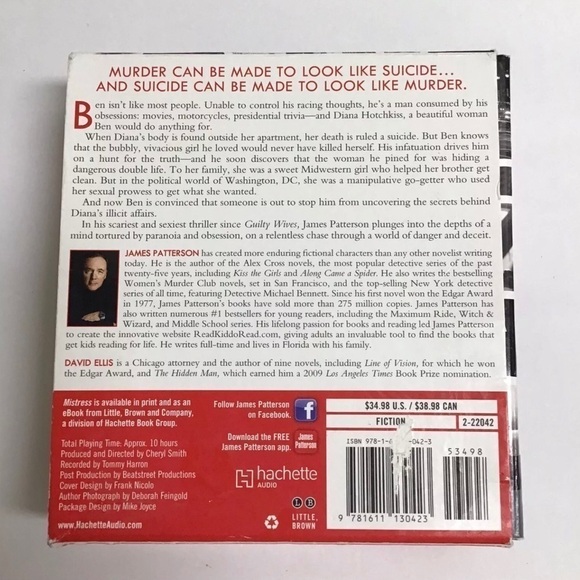 MURDER CAN BE MADE TO LOOK LIKE SUICIDE...
AND SUICIDE CAN BE MADE TO LOOK LIKE MURDER.
Ben isn't like most people. Unable to control his racing thoughts, he's a man consumed by his
obsessions: movies, motorcycles, presidential trivia—and Diana Hotchkiss, a beautiful woman
Ben would do anything for.
When Diana's body is found outside her apartment, her death is ruled a suicide. But Ben knows
that the bubbly, vivacious girl he loved would never have killed herself. His infatuation drives him
on a hunt for the truth—and he soon discovers that the woman he pined for was hiding a
dangerous double life. To her family, she was a sweet Midwestern girl who helped her brother get
clean. But in the political world of Washington, DC, she was a manipulative go-getter who used
her sexual prowess to get what she wanted.
And now Ben is convinced that someone is out to stop him from uncovering the secrets behind
Diana's illicit affairs.
In his scariest and sexiest thriller since Guilty Wives, James Patterson plunges into the depths of a
mind tortured by paranoia and obsession, on a relentless chase through a world of danger and deceit.
JAMES PATTERSON has created more enduring fictional characters than any other novelist writing
today. He is the author of the Alex Cross novels, the most popular detective series of the past
twenty-five years, including Kiss the Girls and Along Came a Spider. He also writes the bestselling
Women's Murder Club novels, set in San Francisco, and the top-selling New York detective
series of all time, featuring Detective Michael Bennett. Since his first novel won the Edgar Award
in 1977, James Patterson's books have sold more than 275 million copies. James Patterson has
also written numerous #1 bestsellers for young readers, including the Maximum Ride, Witch &
Wizard, and Middle School series. His lifelong passion for books and reading led James Patterson
to create the innovative website ReadKiddoRead.com, giving adults an invaluable tool to find the books that
get kids reading for life. He writes full-time and lives in Florida with his family.
DAVID ELLIS is a Chicago attorney and the author of nine novels, including Line of Vision, for which he won
the Edgar Award, and The Hidden Man, which earned him a 2009 Los Angeles Times Book Prize nomination.
Mistress is available in print and as an
eBook from Little, Brown and Company,
a division of Hachette Book Group.
Total Playing Time: Approx. 10 hours
Produced and Directed by Cheryl Smith
Recorded by Tommy Harron
Post Production by Beatstreet Productions
Cover Design by Frank Nicolo
Author Photograph by Deborah Feingold
Package Design by Mike Joyce
www.HachetteAudio.com
Follow James Patterson
on Facebook.
f
Download the FREE
James Patterson app.
James
Patterson
hachette
AUDIO
L B
LITTLE,
BROWN
$34.98 U.S. / $38.98 CAN
FICTION
2-22042
ISBN 978-1-6 -042-3
53498
9 781611 130423